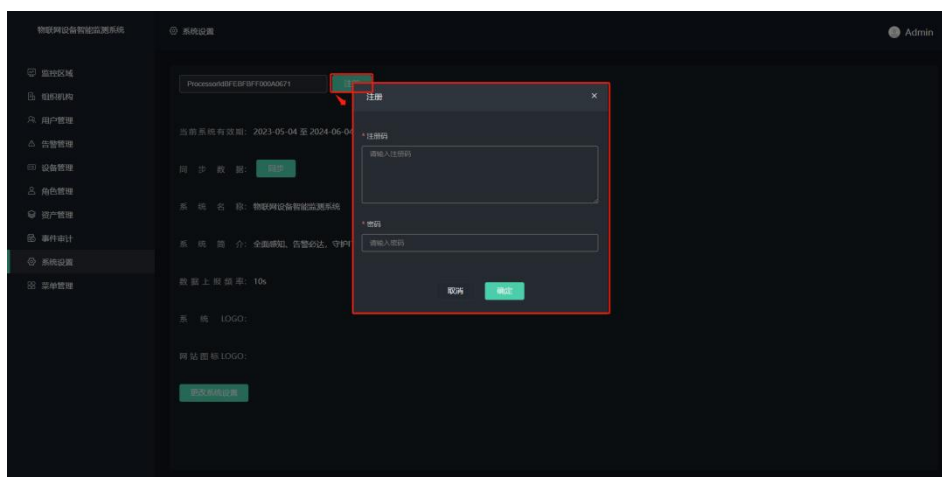 物联网设备智能监测系统
系统设置
Admin
监控区域
组织机构
用户管理
告警管理
设备管理
角色管理
资产管理
事件审计
系统设置
菜单管理
注册
当前系统有效期: 2023-05-04 至 2024-06-04
同步数据: 同步
系统名称: 物联网设备智能监测系统
系统简介: 全面感知、告警必达，守护
数据上报频率: 10s
系统 LOGO:
网站图标LOGO:
更改系统设置
注册
×
*注册码
请输入注册码
*密码
请输入密码
取消
确定